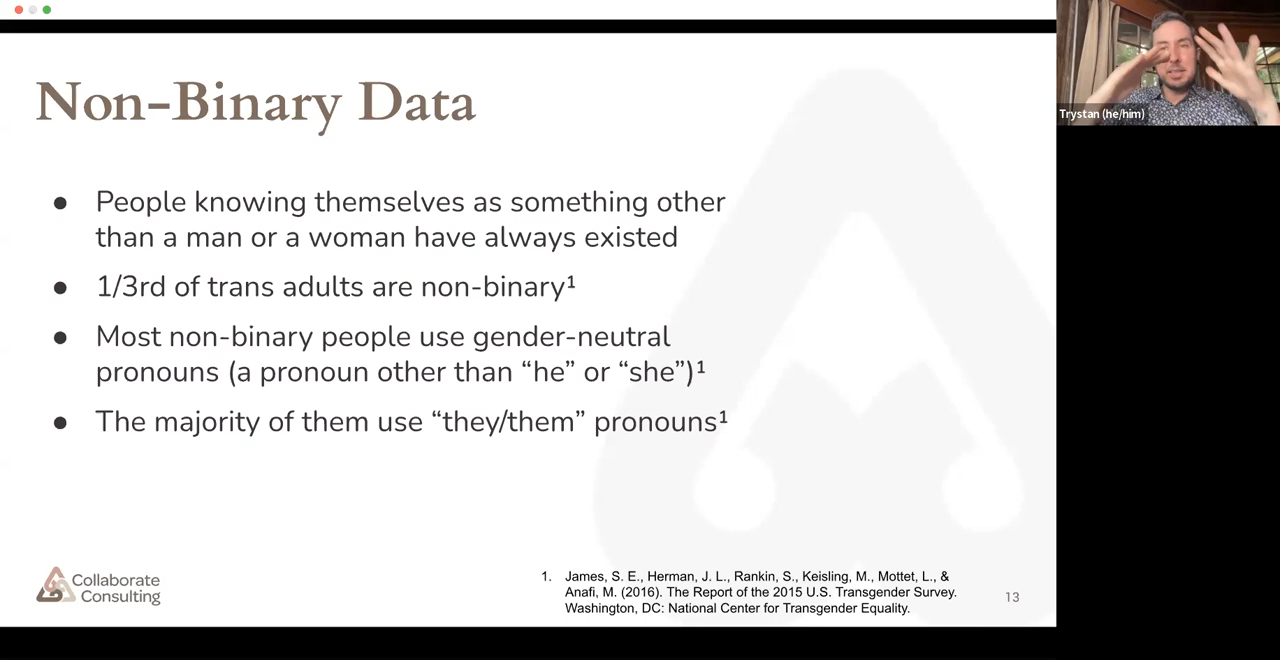 Non-Binary Data
● People knowing themselves as something other
than a man or a woman have always existed
● 1/3rd of trans adults are non-binary¹
● Most non-binary people use gender-neutral
pronouns (a pronoun other than “he” or “she”)¹
● The majority of them use “they/them” pronouns¹
Collaborate
Consulting
1. James, S. E., Herman, J. L., Rankin, S., Keisling, M., Mottet, L., &
Anafi, M. (2016). The Report of the 2015 U.S. Transgender Survey.
Washington, DC: National Center for Transgender Equality.
13
Trystan (he/him)